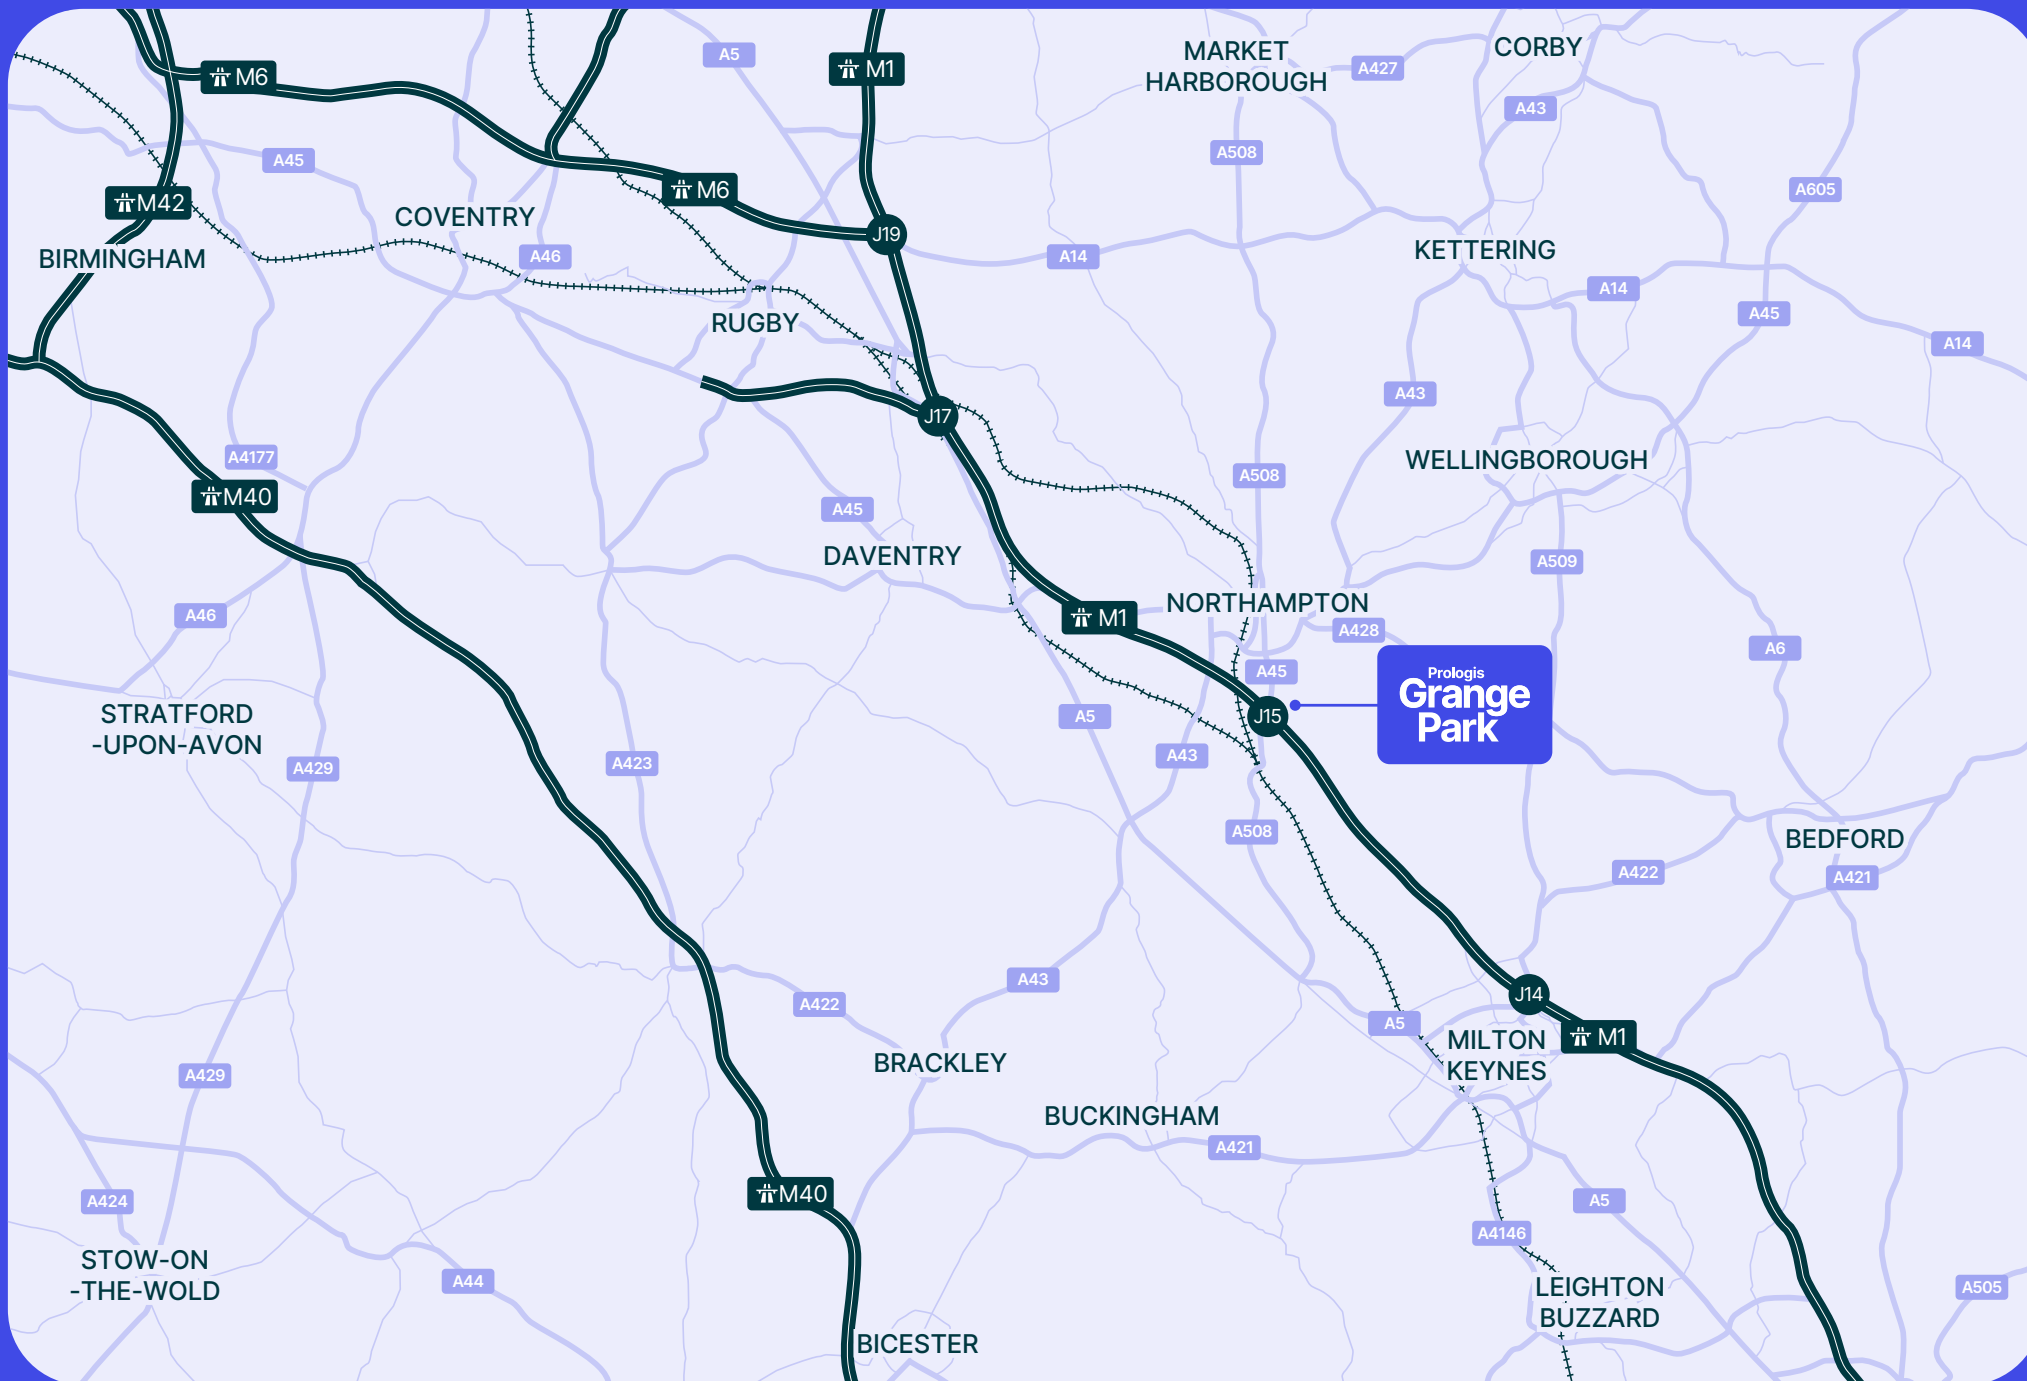 A5
M1
MARKET
HARBOROUGH
A427
CORBY
M6
A43
A45
A508
M6
A605
M42
COVENTRY
J19
BIRMINGHAM
A46
A14
KETTERING
A14
A45
RUGBY
A14
A43
J17
A4177
WELLINGBOROUGH
A508
M40
A45
DAVENTRY
A509
A46
M1
NORTHAMPTON
A428
A6
A45
Prologis
Grange
Park
STRATFORD
-UPON-AVON
A5
J15
A43
A429
A423
A508
BEDFORD
A422
A421
A43
A422
J14
A5
MILTON
KEYNES
M1
BRACKLEY
A429
BUCKINGHAM
A421
A424
M40
A5
A4146
STOW-ON
-THE-WOLD
A44
LEIGHTON
BUZZARD
A505
BICESTER